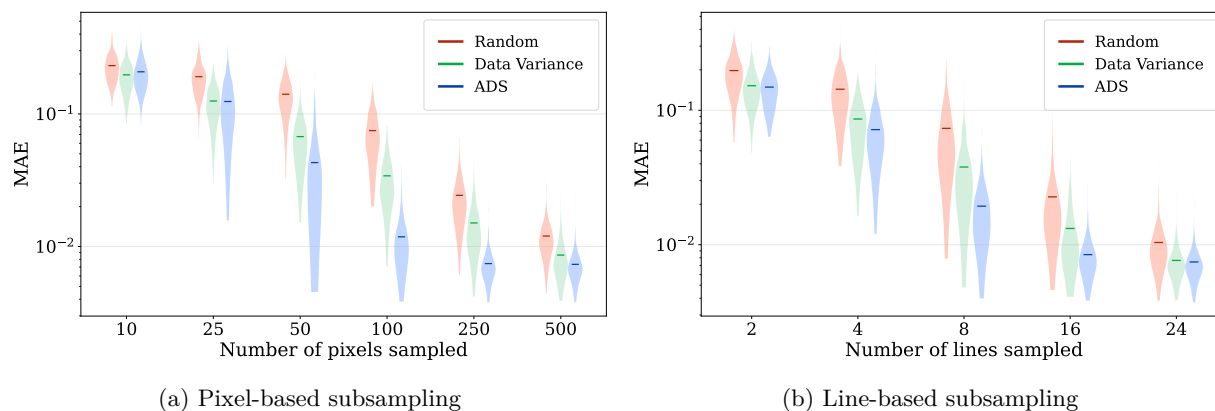 Random
Data Variance
ADS
MAE
10⁻¹
10⁻²
10 25 50 100 250 500
Number of pixels sampled
(a) Pixel-based subsampling
Random
Data Variance
ADS
MAE
10⁻¹
10⁻²
2 4 8 16 24
Number of lines sampled
(b) Line-based subsampling